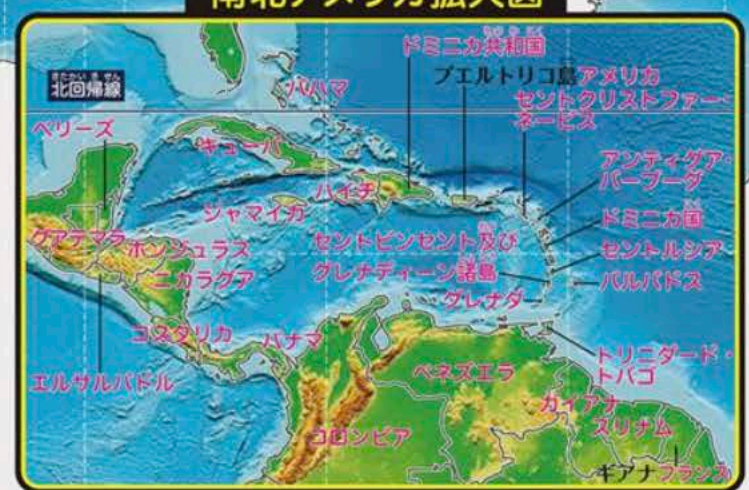 南北アメリカ拡大図
きたかいきせん
北回帰線
バハマ
ドミニカ共和国
プエルトリコ島アメリカ
セントクリストファー・
ネービス
ベリーズ
キューバ
アンティグア・
バーブーダ
ハイチ
ジャマイカ
ドミニカ国
グアテマラ
ホンジュラス
セントビンセント及び
グレナディーン諸島
セントルシア
ニカラグア
バルバドス
グレナダ
コスタリカ
パナマ
トリニダード・
トバゴ
エルサルバドル
ベネズエラ
ガイアナ
スリナム
コロンビア
ギアナフランス